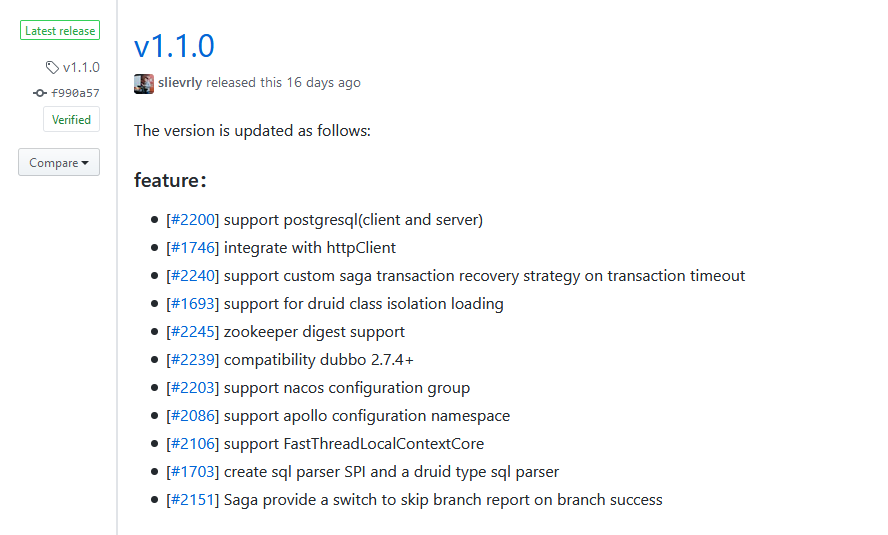 Latest release
v1.1.0
f990a57
Verified
Compare
v1.1.0
slievrly released this 16 days ago
The version is updated as follows:
feature：
[#2200] support postgresql(client and server)
[#1746] integrate with httpClient
[#2240] support custom saga transaction recovery strategy on transaction timeout
[#1693] support for druid class isolation loading
[#2245] zookeeper digest support
[#2239] compatibility dubbo 2.7.4+
[#2203] support nacos configuration group
[#2086] support apollo configuration namespace
[#2106] support FastThreadLocalContextCore
[#1703] create sql parser SPI and a druid type sql parser
[#2151] Saga provide a switch to skip branch report on branch success